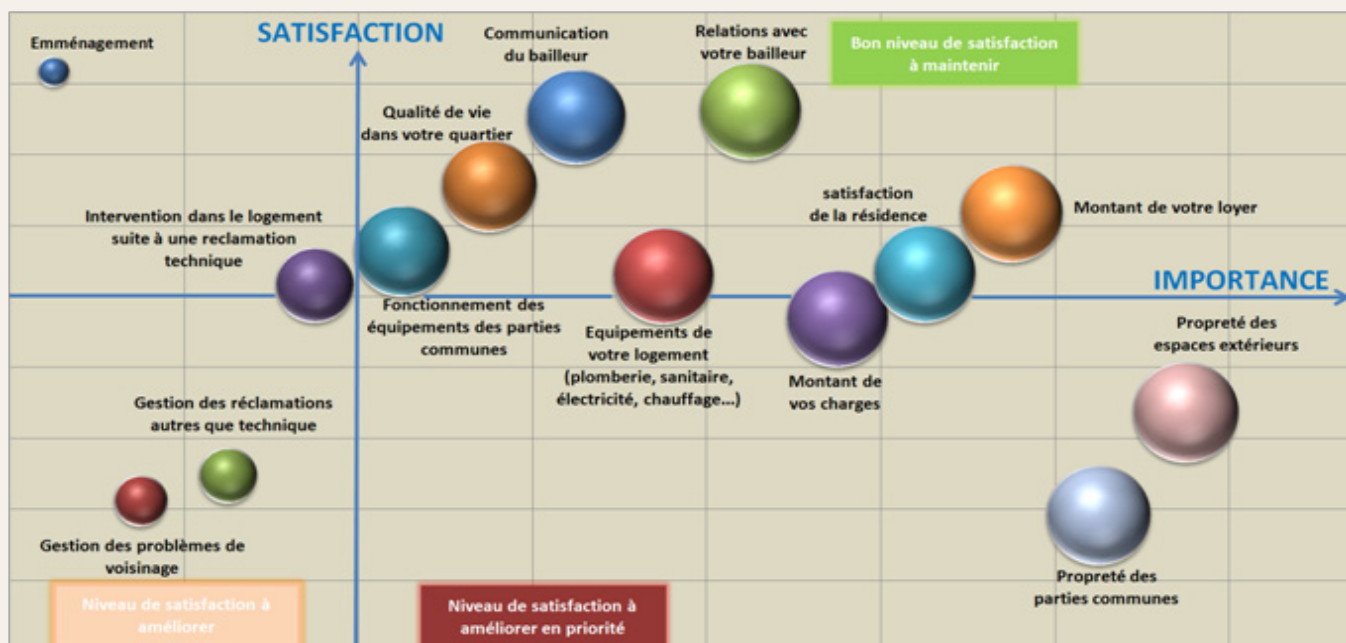 Emménagement
SATISFACTION
Communication
du bailleur
Relations avec
votre bailleur
Bon niveau de satisfaction
à maintenir
Qualité de vie
dans votre quartier
Intervention dans le logement
suite à une reclamation
technique
satisfaction
de la résidence
Montant de votre loyer
IMPORTANCE
Fonctionnement des
équipements des parties
communes
Equipements de
votre logement
(plomberie, sanitaire,
électricité, chauffage...)
Montant de
vos charges
Propreté des
espaces extérieurs
Gestion des réclamations
autres que technique
Gestion des problèmes de
voisinage
Propreté des
parties communes
Niveau de satisfaction à
améliorer
Niveau de satisfaction à
améliorer en priorité